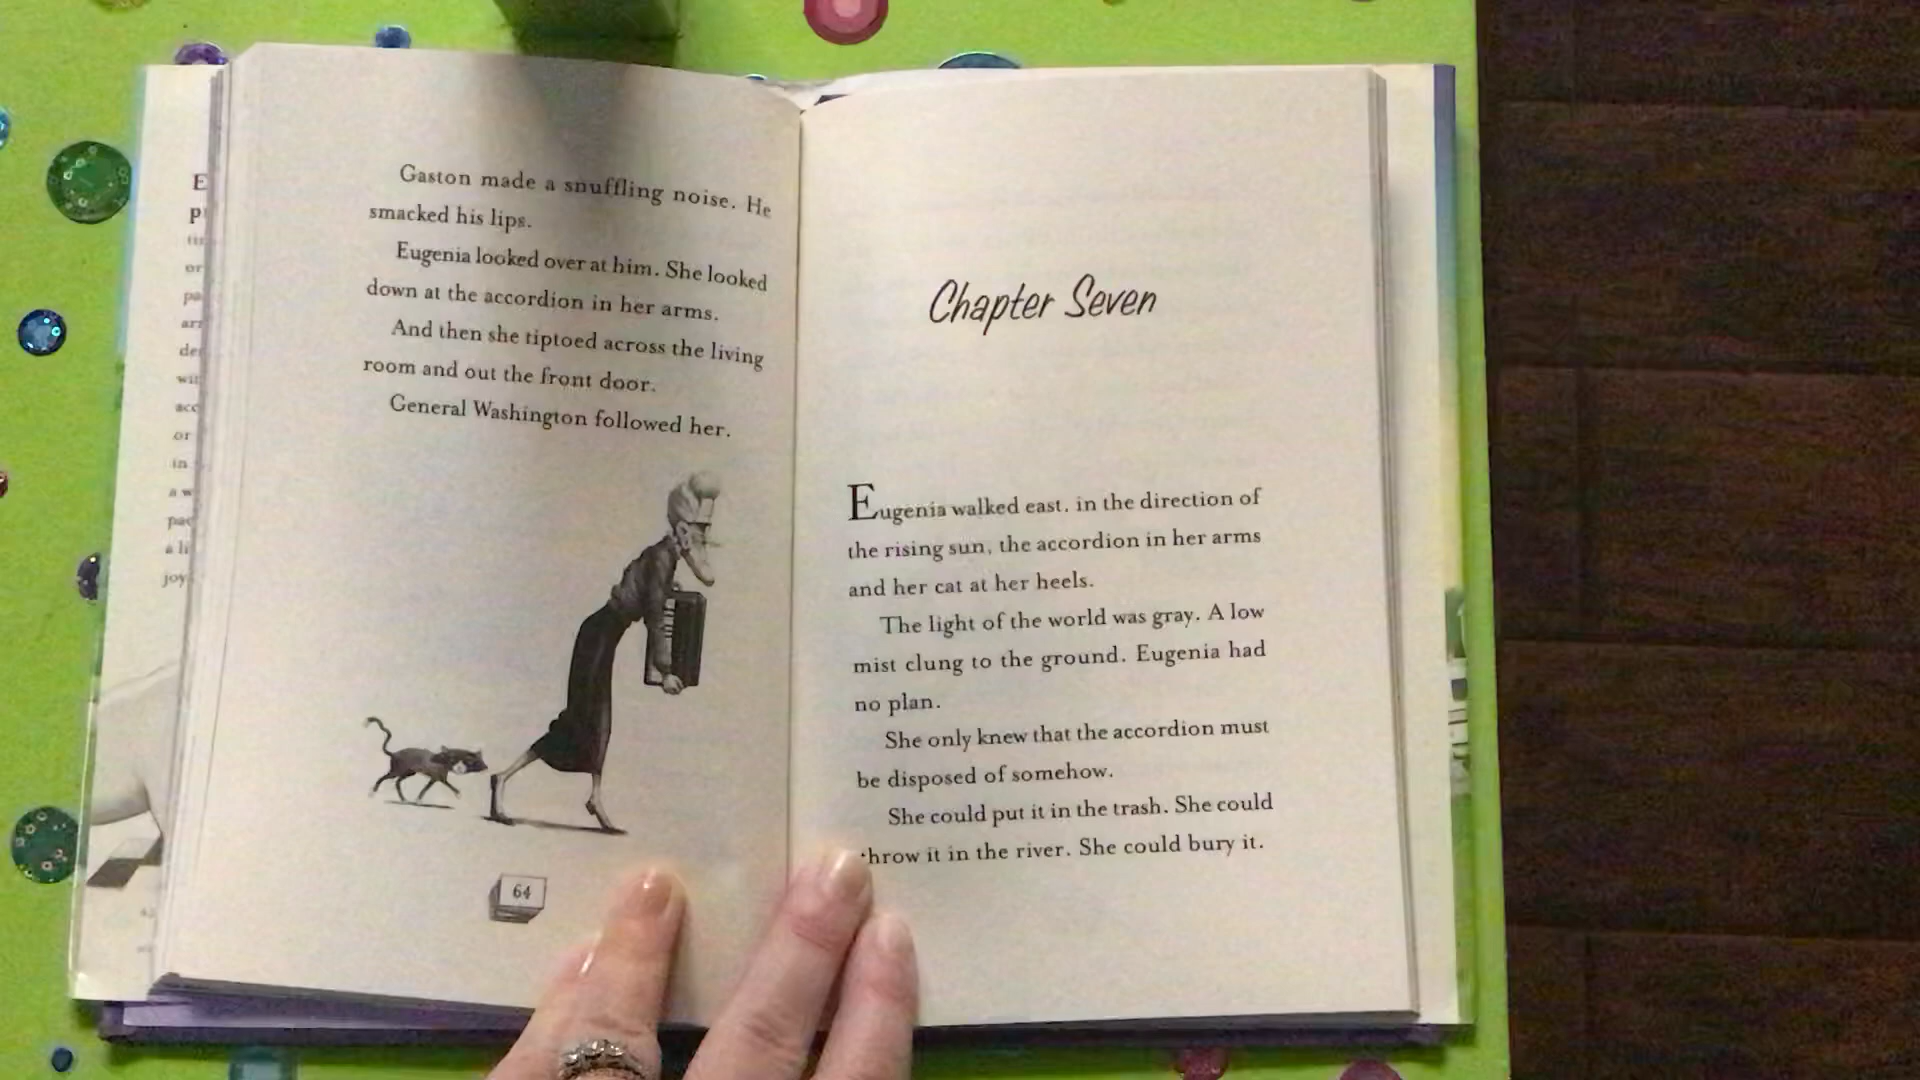 Gaston made a snuffling noise. He
smacked his lips.
Eugenia looked over at him. She looked
down at the accordion in her arms.
And then she tiptoed across the living
room and out the front door.
General Washington followed her.
64
Chapter Seven
Eugenia walked east, in the direction of
the rising sun, the accordion in her arms
and her cat at her heels.
The light of the world was gray. A low
mist clung to the ground. Eugenia had
no plan.
She only knew that the accordion must
be disposed of somehow.
She could put it in the trash. She could
throw it in the river. She could bury it.